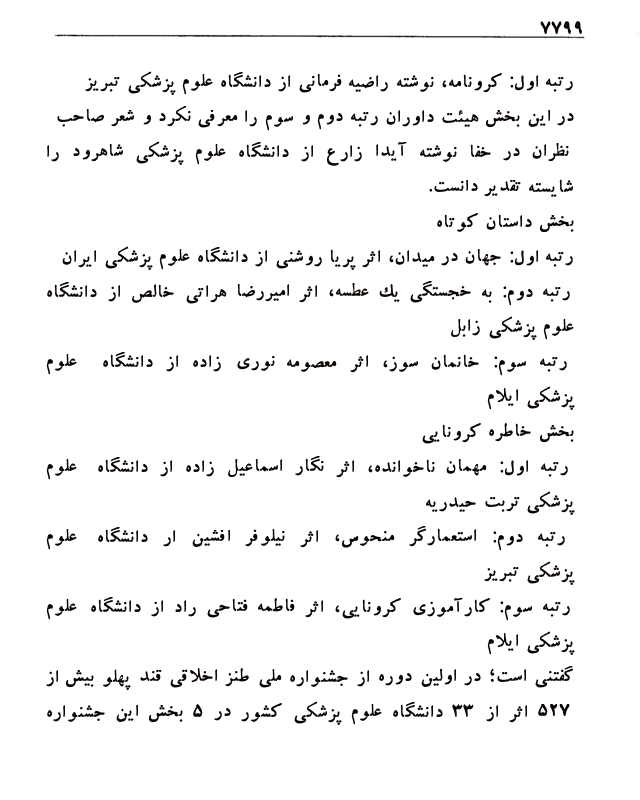 ۷۷۹۹
رتبه اول: کرونامه، نوشته راضیه فرمانی از دانشگاه علوم پزشکی تبریز
در این بخش هیئت داوران رتبه دوم و سوم را معرفی نکرد و شعر صاحب
نظران در خفا نوشته آیدا زارع از دانشگاه علوم پزشکی شاهرود را
شایسته تقدیر دانست.
بخش داستان کوتاه
رتبه اول: جهان در میدان، اثر پریا روشنی از دانشگاه علوم پزشکی ایران
رتبه دوم: به خجستگی یك عطسه، اثر امیررضا هراتی خالص از دانشگاه
علوم پزشکی زابل
رتبه سوم: خانمان سوز، اثر معصومه نوری زاده از دانشگاه علوم
پزشکی ایلام
بخش خاطره کرونایی
رتبه اول: مهمان ناخوانده، اثر نگار اسماعیل زاده از دانشگاه علوم
پزشکی تربت حیدریه
رتبه دوم: استعمارگر منحوس، اثر نیلوفر افشین ار دانشگاه علوم
پزشکی تبریز
رتبه سوم: کارآموزی کرونایی، اثر فاطمه فتاحی راد از دانشگاه علوم
پزشکی ایلام
گفتنی است؛ در اولین دوره از جشنواره ملی طنز اخلاقی قند پهلو بیش از
۵۲۷ اثر از ۳۳ دانشگاه علوم پزشکی کشور در ۵ بخش این جشنواره